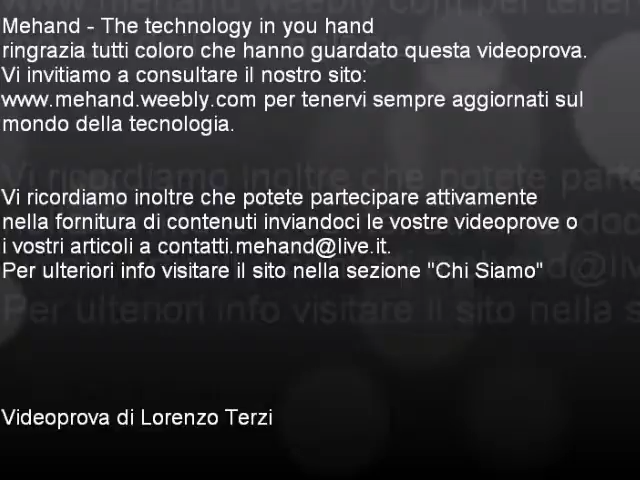 Mehand - The technology in you hand
ringrazia tutti coloro che hanno guardato questa videoprova.
Vi invitiamo a consultare il nostro sito:
www.mehand.weebly.com per tenervi sempre aggiornati sul
mondo della tecnologia.
Vi ricordiamo inoltre che potete partecipare attivamente
nella fornitura di contenuti inviandoci le vostre videoprove o
i vostri articoli a contatti.mehand@live.it.
Per ulteriori info visitare il sito nella sezione "Chi Siamo"
Videoprova di Lorenzo Terzi